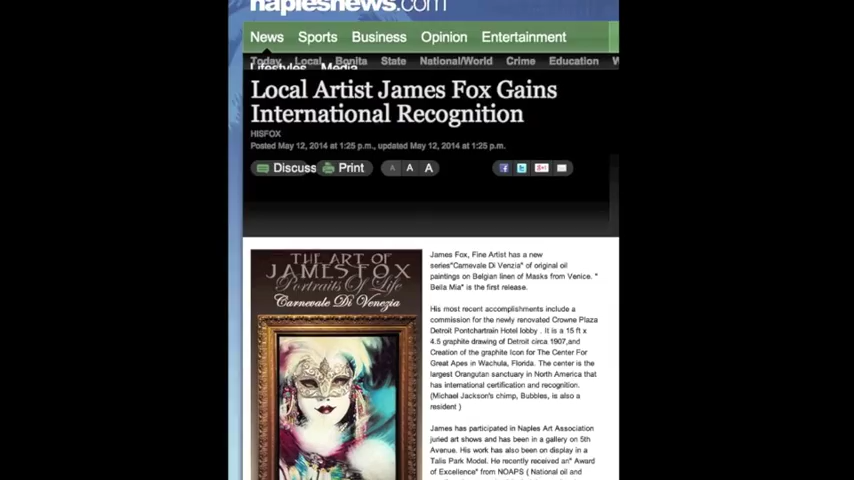 naplesnews.com
News Sports Business Opinion Entertainment
Today Local Bonita State National/World Crime Education
Lifestyles Media
Local Artist James Fox Gains
International Recognition
HISFOX
Posted May 12, 2014 at 1:25 p.m., updated May 12, 2014 at 1:25 p.m.
Discuss Print A A A
THE ART OF
JAMES FOX
Portraits Of Life
Carnevale Di Venezia
James Fox, Fine Artist has a new
series"Carnevale Di Venzia" of original oil
paintings on Belgian linen of Masks from Venice. "
Bella Mia" is the first release.
His most recent accomplishments include a
commission for the newly renovated Crowne Plaza
Detroit Pontchartrain Hotel lobby . It is a 15 ft x
4.5 graphite drawing of Detroit circa 1907,and
Creation of the graphite Icon for The Center For
Great Apes in Wachula, Florida. The center is the
largest Orangutan sanctuary in North America that
has international certification and recognition.
(Michael Jackson's chimp, Bubbles, is also a
resident )
James has participated in Naples Art Association
juried art shows and has been in a gallery on 5th
Avenue. His work has also been on display in a
Talis Park Model. He recently received an" Award
of Excellence" from NOAPS ( National oil and